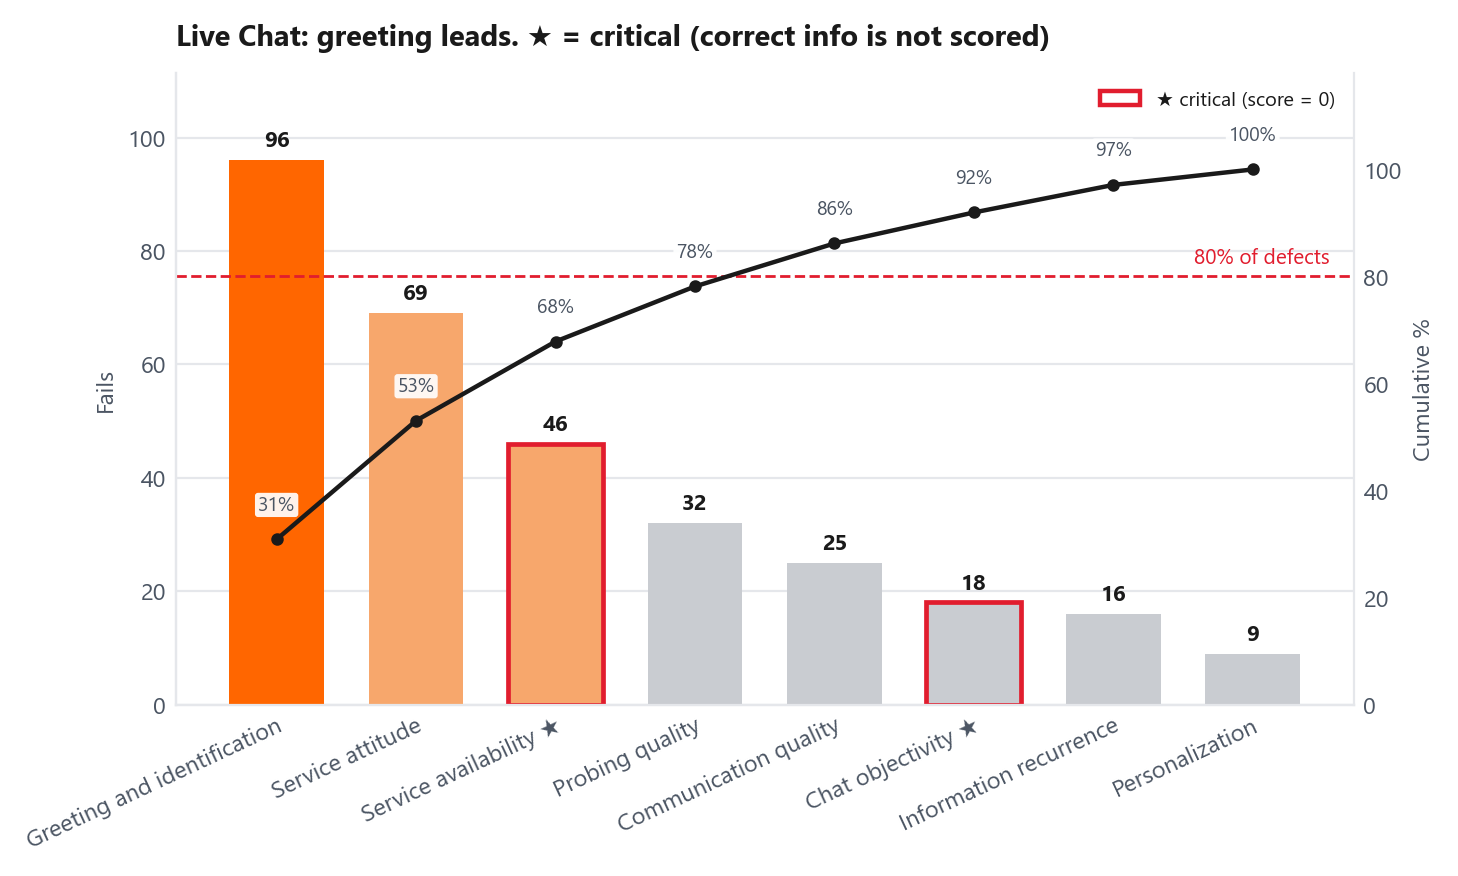 Live Chat: greeting leads. ★ = critical (correct info is not scored)
★ critical (score = 0)
100
80
60
40
20
0
Fails
96
69
46
32
25
18
16
9
31%
53%
68%
78%
86%
92%
97%
100%
80% of defects
100
80
60
40
20
0
Cumulative %
Greeting and identification
Service attitude
Service availability ★
Probing quality
Communication quality
Chat objectivity ★
Information recurrence
Personalization